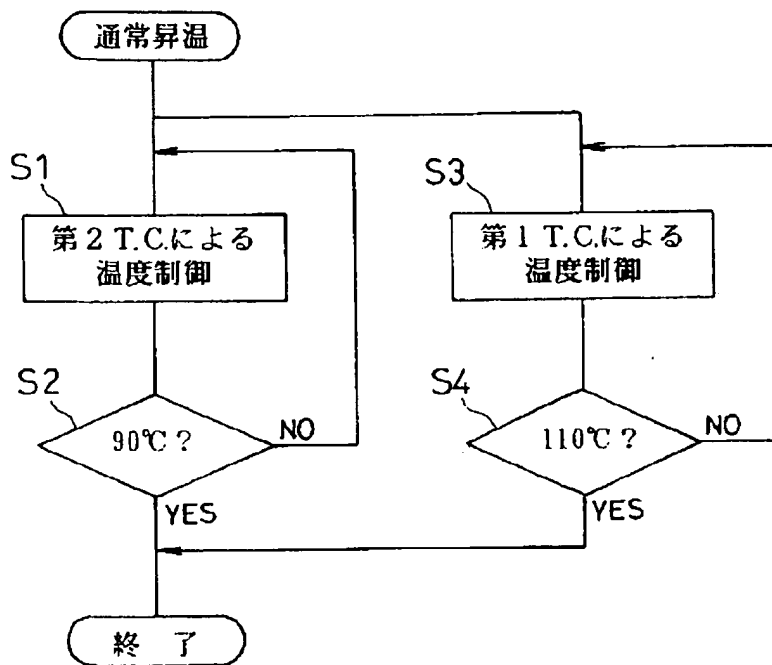 通常昇温
S1
第2 T.C.による
温度制御
S2
90℃?
NO
YES
S3
第1 T.C.による
温度制御
S4
110℃?
NO
YES
終 了